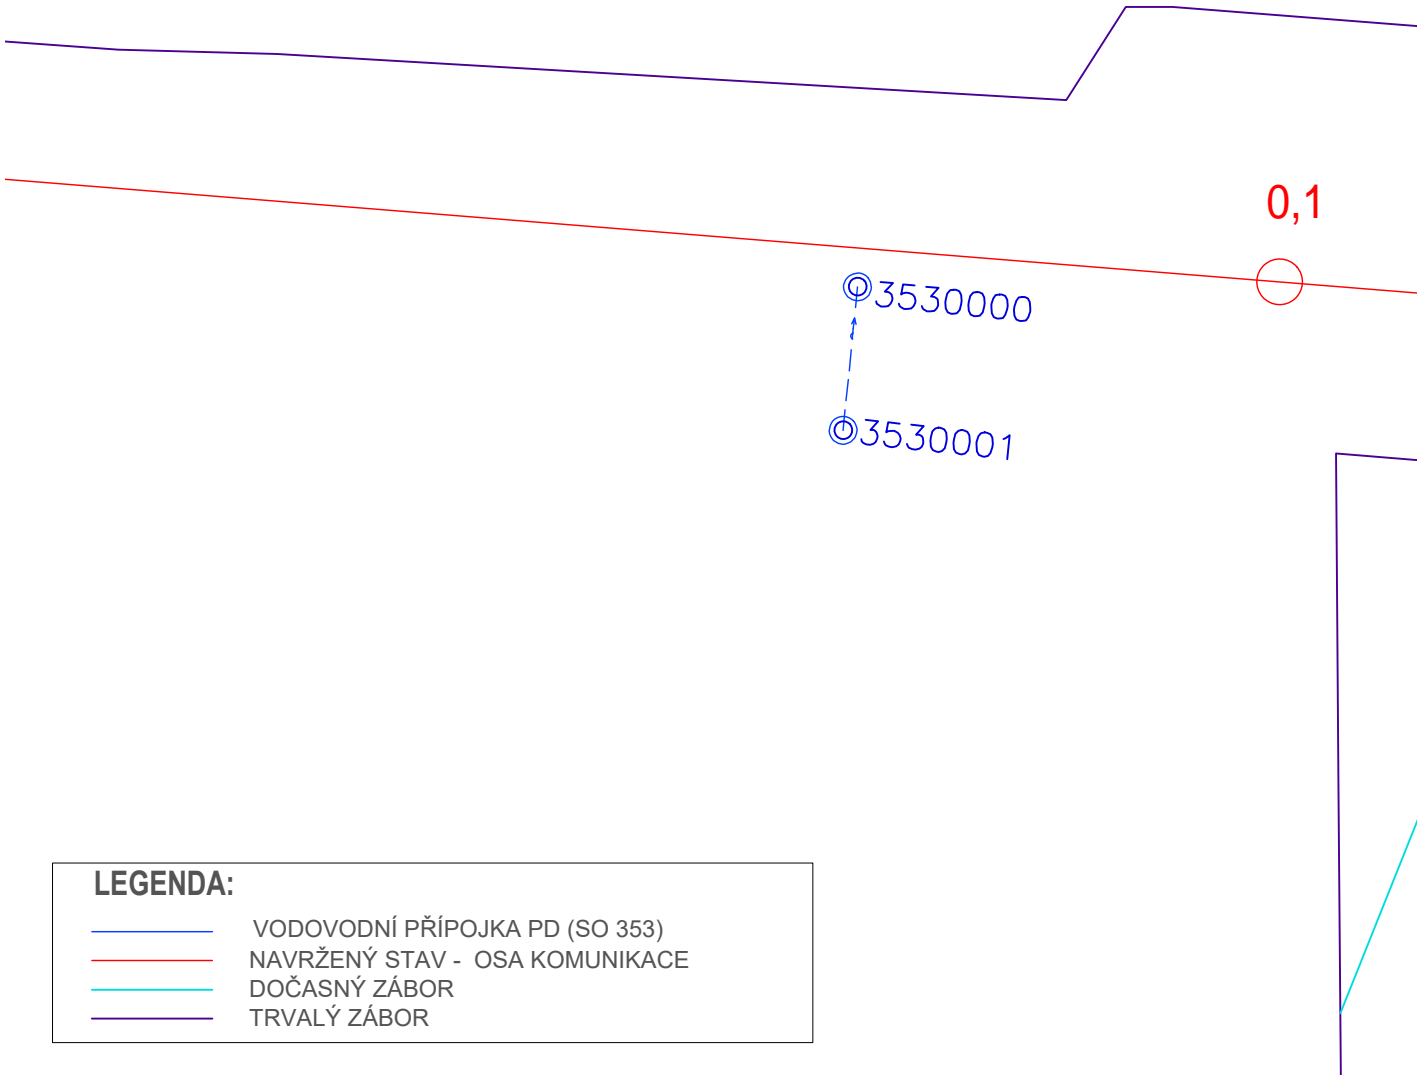 0,1
3530000
3530001
LEGENDA:
VODOVODNÍ PŘÍPOJKA PD (SO 353)
NAVRŽENÝ STAV - OSA KOMUNIKACE
DOČASNÝ ZÁBOR
TRVALÝ ZÁBOR